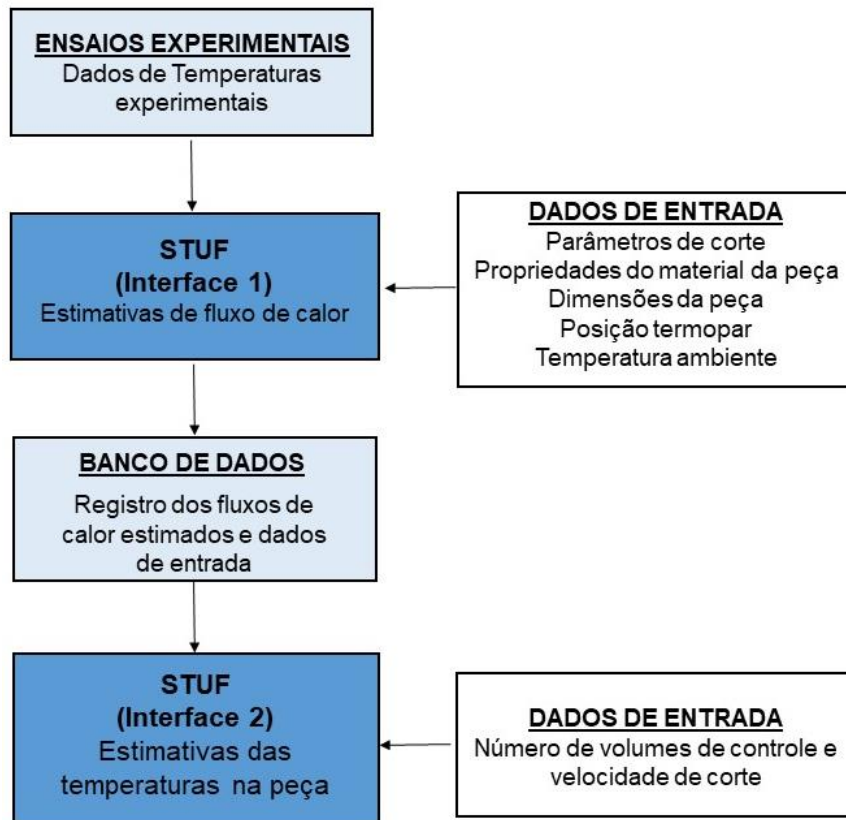 ENSAIOS EXPERIMENTAIS
Dados de Temperaturas
experimentais
STUF
(Interface 1)
Estimativas de fluxo de calor
DADOS DE ENTRADA
Parâmetros de corte
Propriedades do material da peça
Dimensões da peça
Posição termopar
Temperatura ambiente
BANCO DE DADOS
Registro dos fluxos de
calor estimados e dados
de entrada
STUF
(Interface 2)
Estimativas das
temperaturas na peça
DADOS DE ENTRADA
Número de volumes de controle e
velocidade de corte